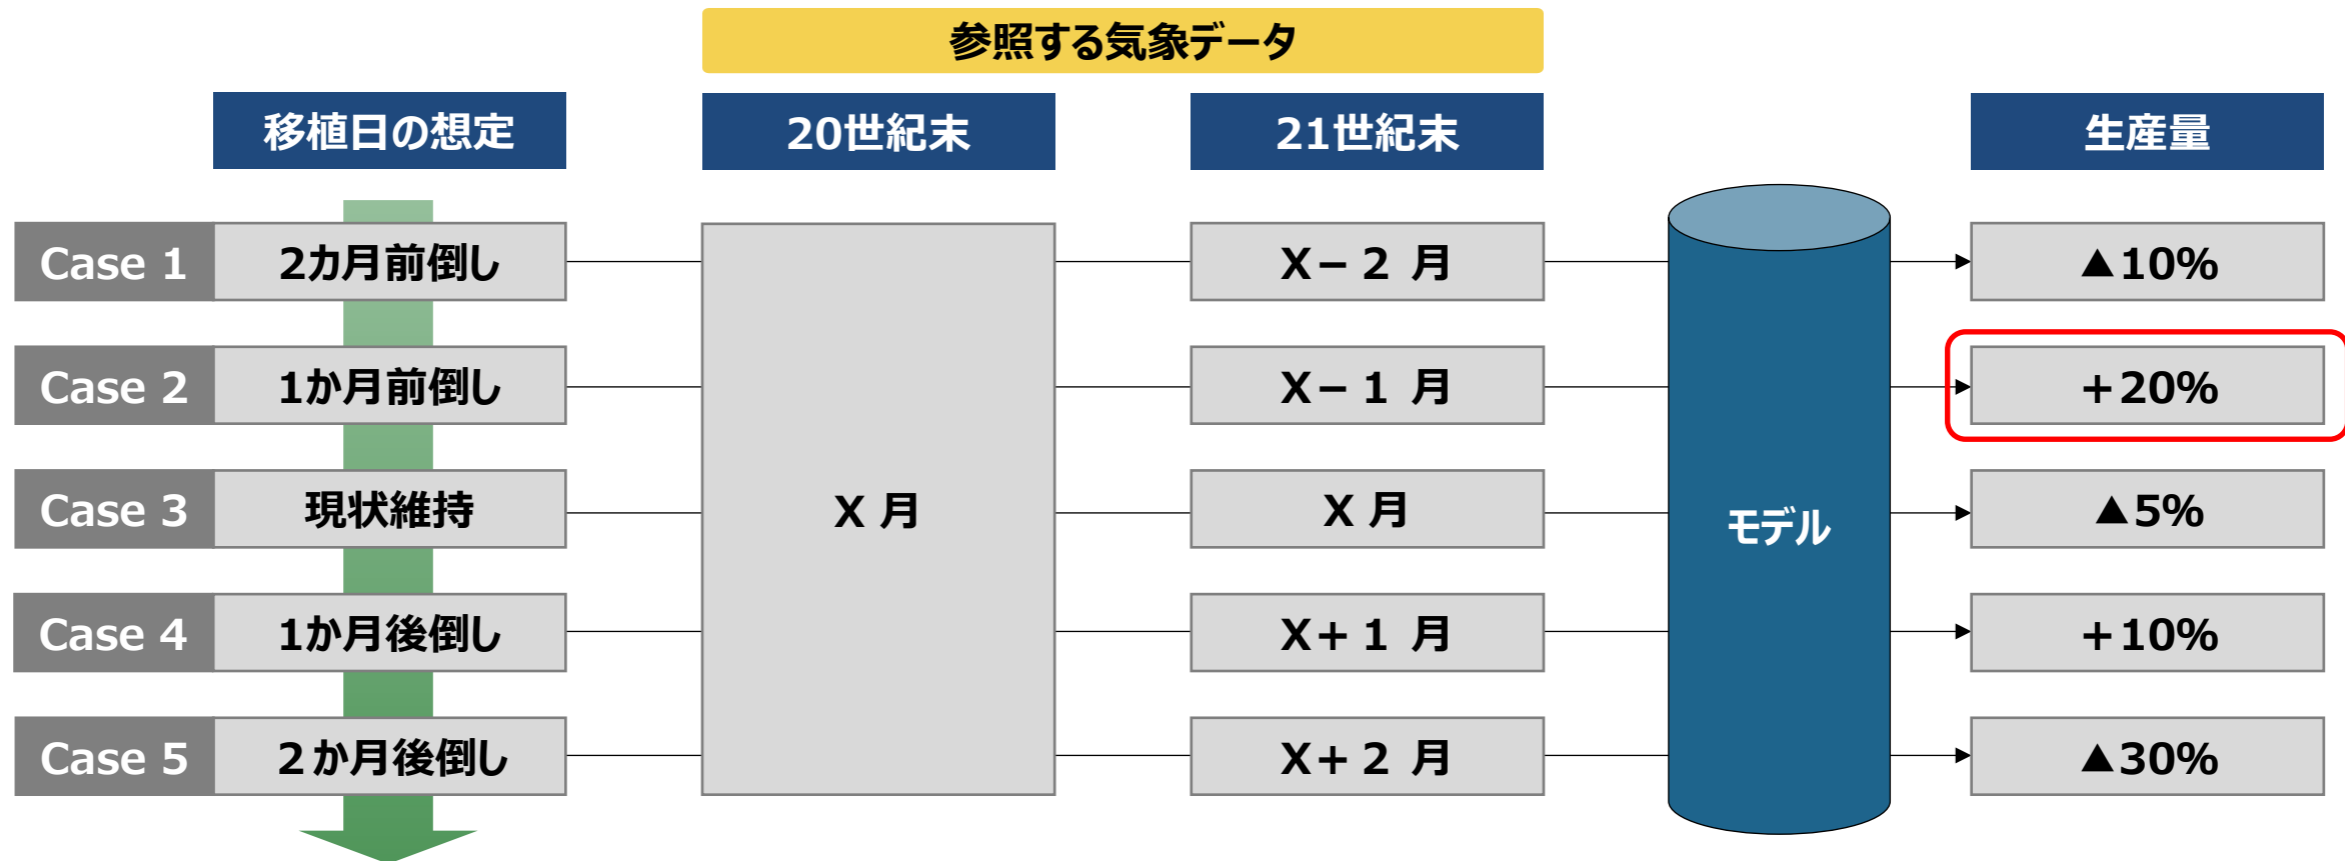 参照する気象データ
移植日の想定
20世紀末
21世紀末
生産量
Case 1
2カ月前倒し
X－２ 月
▲10%
Case 2
1か月前倒し
X－１ 月
＋20%
Case 3
現状維持
X 月
X 月
モデル
▲5%
Case 4
1か月後倒し
X＋１ 月
＋10%
Case 5
２か月後倒し
X＋２ 月
▲30%